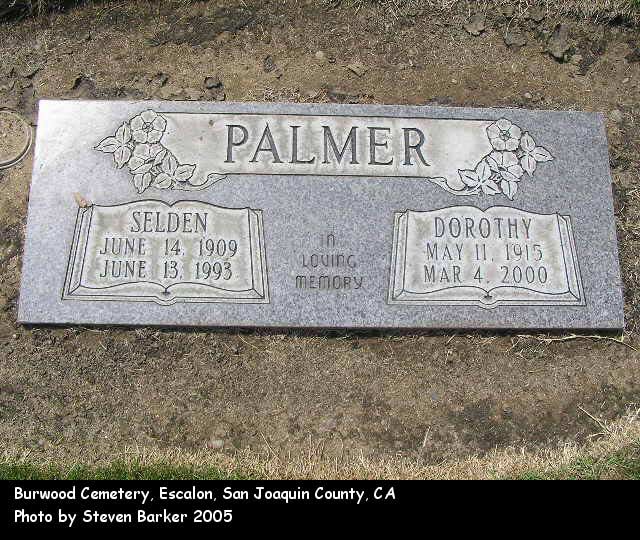 PALMER
SELDEN
JUNE 14, 1909
JUNE 13, 1993
IN
LOVING
MEMORY
DOROTHY
MAY 11, 1915
MAR 4, 2000
Burwood Cemetery, Escalon, San Joaquin County, CA
Photo by Steven Barker 2005